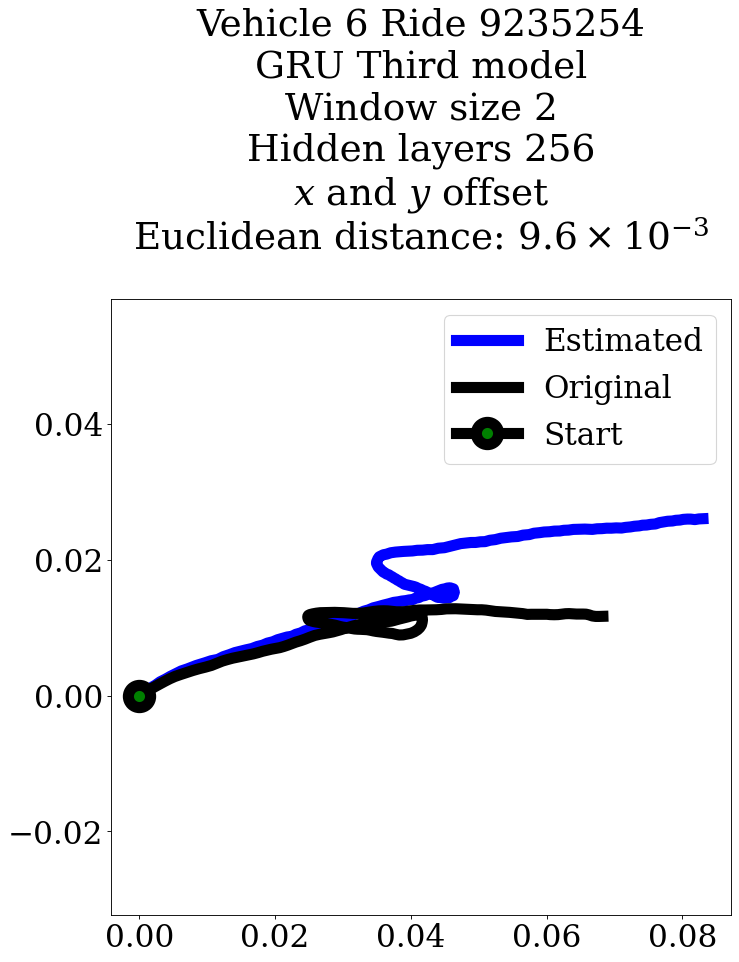 Vehicle 6 Ride 9235254
GRU Third model
Window size 2
Hidden layers 256
x and y offset
Euclidean distance: 9.6 × 10⁻³
Estimated
Original
Start
0.04
0.02
0.00
−0.02
0.00 0.02 0.04 0.06 0.08